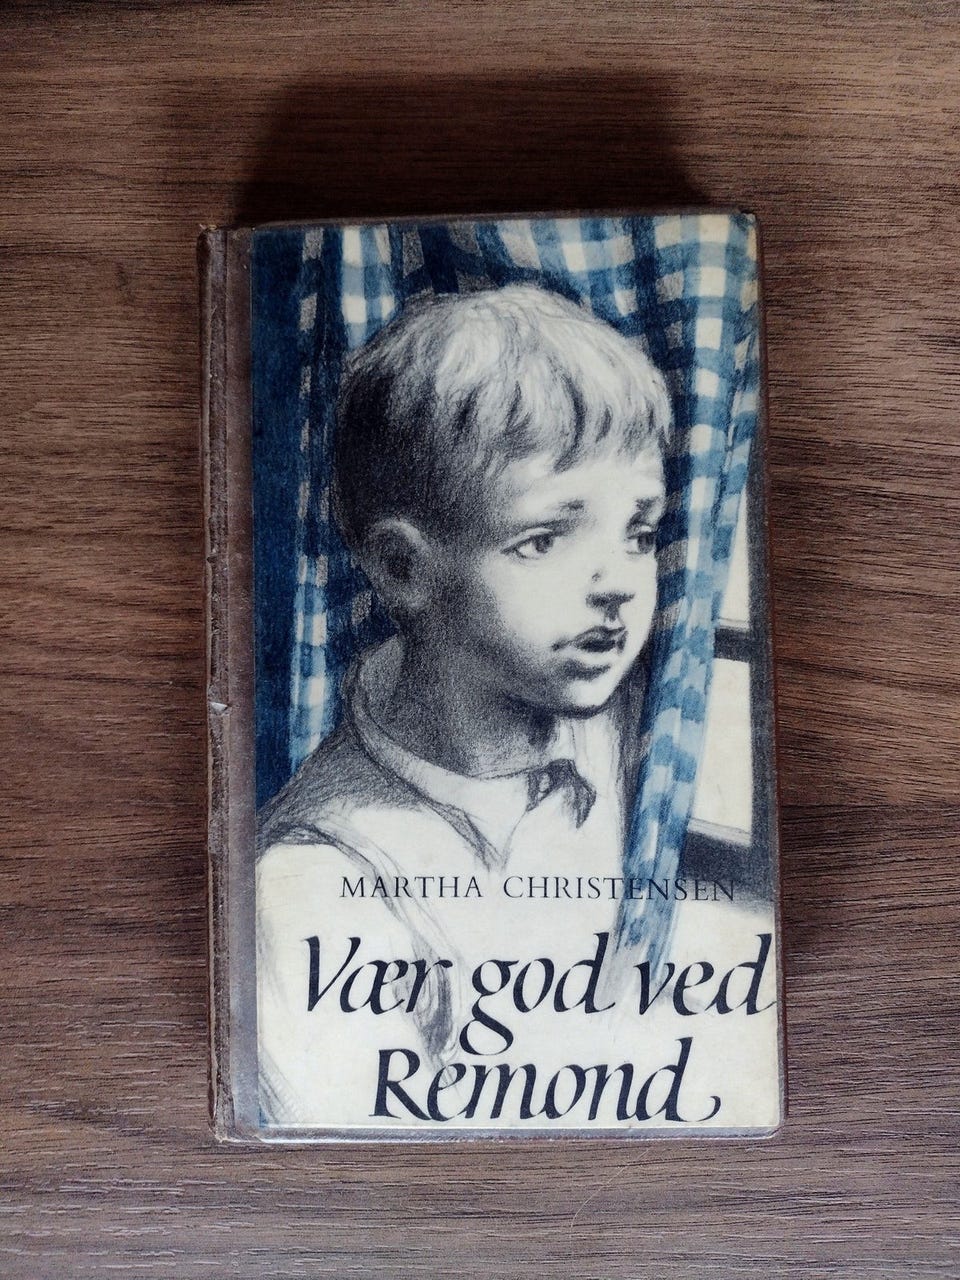 MARTHA CHRISTENSEN
Vær god ved
Remond